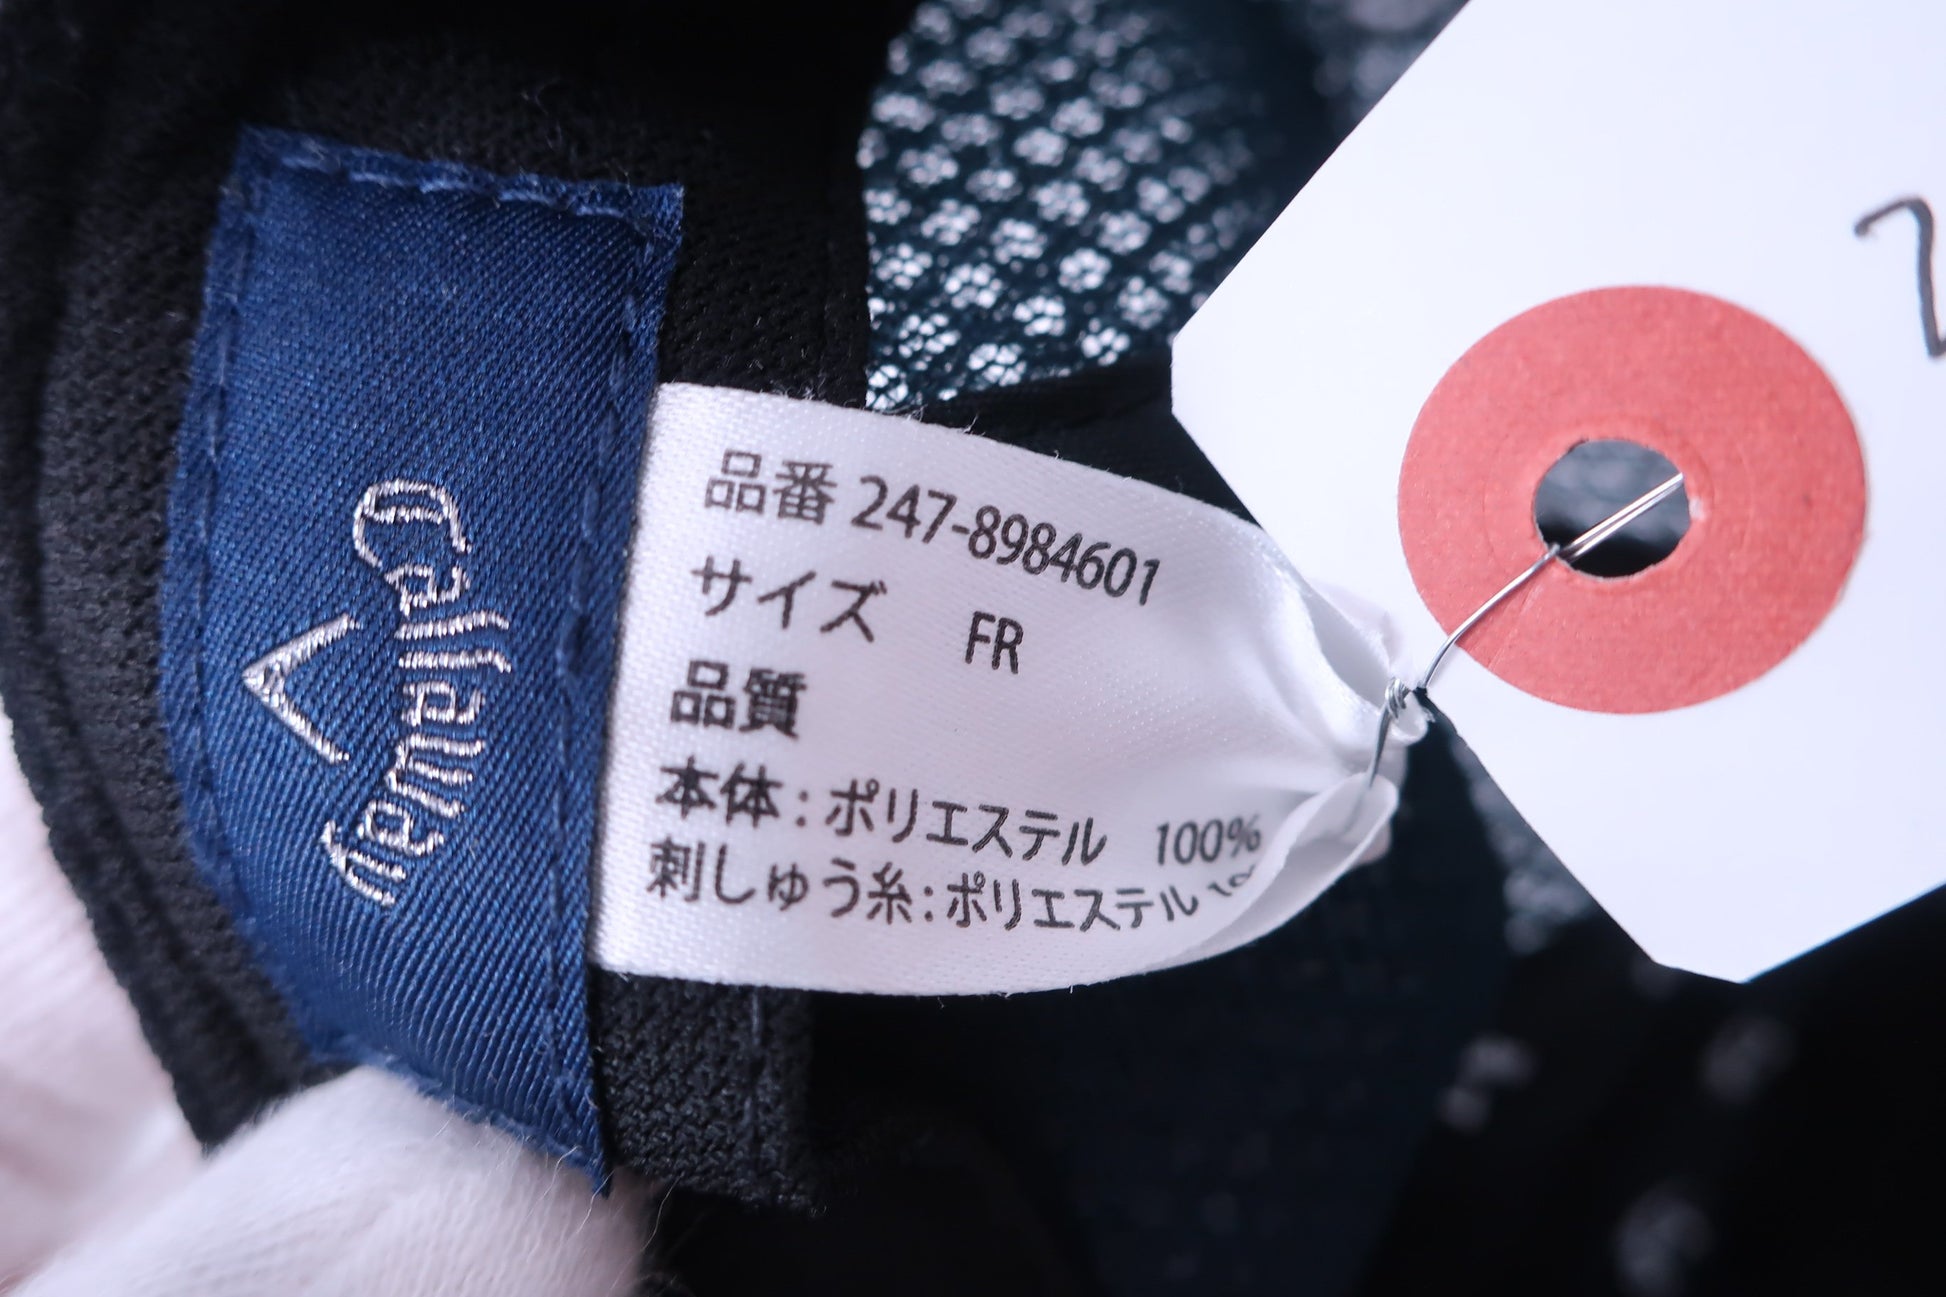 Callaway
品番 247-8984601
サイズ FR
品質
本体：ポリエステル 100%
刺しゅう糸：ポリエステル